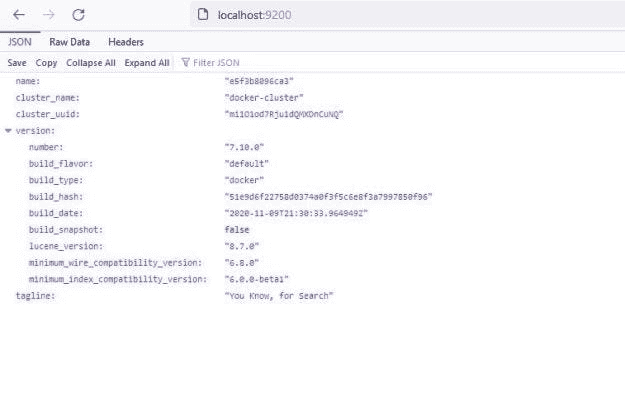 localhost:9200
JSON Raw Data Headers
Save Copy Collapse All Expand All Filter JSON
name: "e5f3b8096ca3"
cluster_name: "docker-cluster"
cluster_uuid:
version:
number: "7.10.0"
build_flavor: "default"
build_type: "docker"
build_hash: "51e9d6f22758d0374a0f3f5c6e8f3a7997850f96"
build_date: "2020-11-09T21:30:33.964949Z"
build_snapshot: false
lucene_version: "8.7.0"
minimum_wire_compatibility_version: "6.8.0"
minimum_index_compatibility_version: "6.0.0-beta1"
tagline: "You Know, for Search"